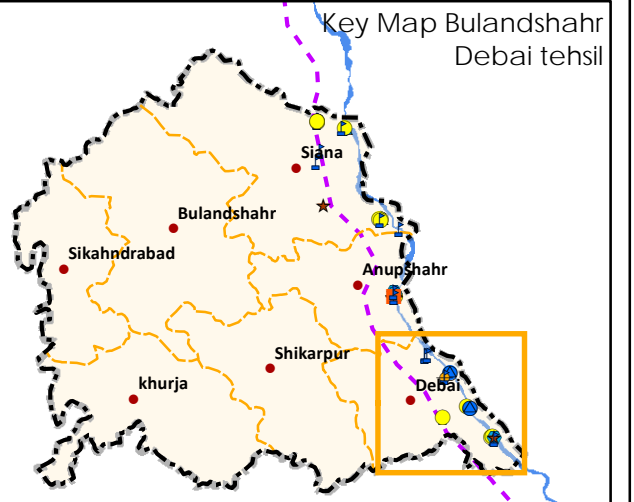 Key Map Bulandshahr
Debai tehsil
Siana
Bulandshahr
Sikahndrabad
Anupshahr
Shikarpur
Debai
khurja